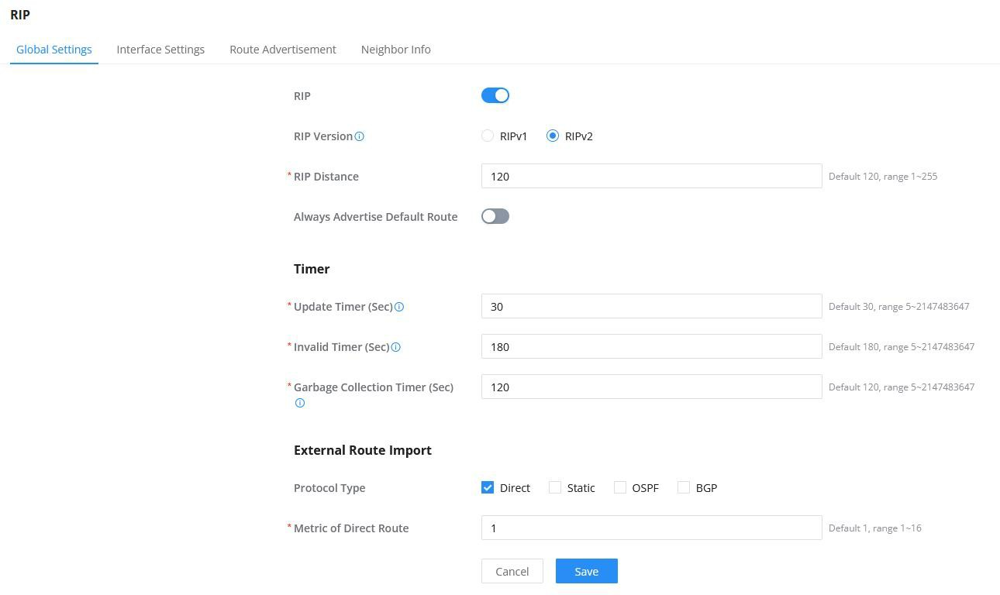 RIP
Global Settings Interface Settings Route Advertisement Neighbor Info
RIP
RIP Version RIPv1 RIPv2
* RIP Distance 120 Default 120, range 1~255
Always Advertise Default Route
Timer
* Update Timer (Sec) 30 Default 30, range 5~2147483647
* Invalid Timer (Sec) 180 Default 180, range 5~2147483647
* Garbage Collection Timer (Sec) 120 Default 120, range 5~2147483647
External Route Import
Protocol Type Direct Static OSPF BGP
* Metric of Direct Route 1 Default 1, range 1~16
Cancel Save